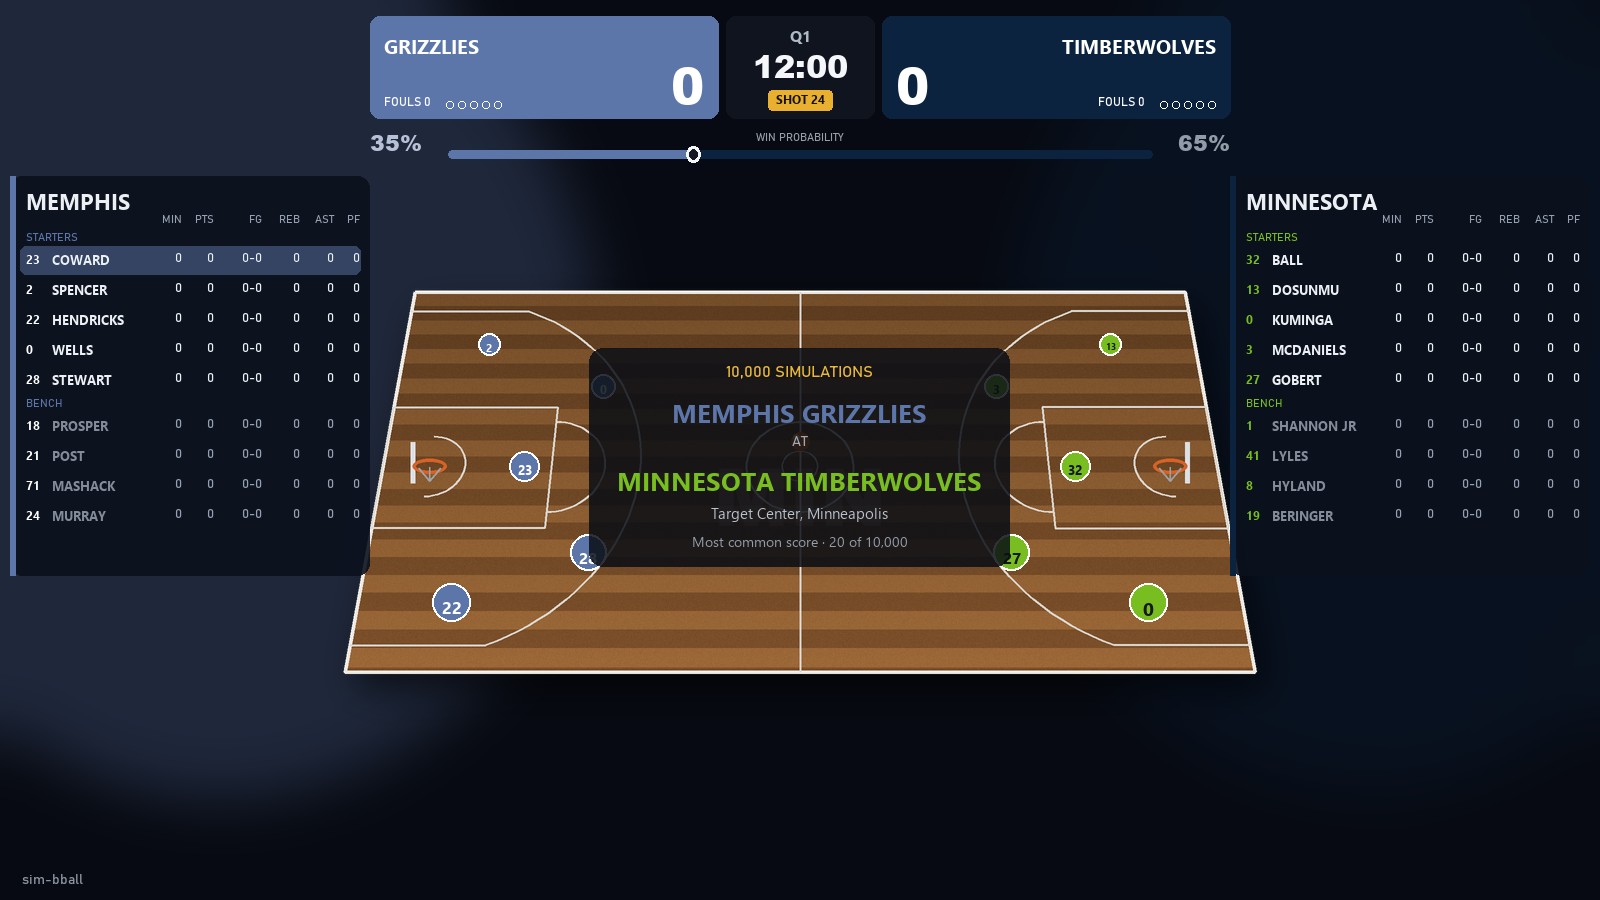 GRIZZLIES
0
FOULS 0
Q1
12:00
SHOT 24
TIMBERWOLVES
0
FOULS 0
35%
WIN PROBABILITY
65%
MEMPHIS
MIN PTS FG REB AST PF
STARTERS
23 COWARD 0 0 0-0 0 0 0
2 SPENCER 0 0 0-0 0 0 0
22 HENDRICKS 0 0 0-0 0 0 0
0 WELLS 0 0 0-0 0 0 0
28 STEWART 0 0 0-0 0 0 0
BENCH
18 PROSPER 0 0 0-0 0 0 0
21 POST 0 0 0-0 0 0 0
71 MASHACK 0 0 0-0 0 0 0
24 MURRAY 0 0 0-0 0 0 0
MINNESOTA
MIN PTS FG REB AST PF
STARTERS
32 BALL 0 0 0-0 0 0 0
13 DOSUNMU 0 0 0-0 0 0 0
0 KUMINGA 0 0 0-0 0 0 0
3 MCDANIELS 0 0 0-0 0 0 0
27 GOBERT 0 0 0-0 0 0 0
BENCH
1 SHANNON JR 0 0 0-0 0 0 0
41 LYLES 0 0 0-0 0 0 0
8 HYLAND 0 0 0-0 0 0 0
19 BERINGER 0 0 0-0 0 0 0
2
13
0
3
23
32
28
27
22
0
10,000 SIMULATIONS
MEMPHIS GRIZZLIES
AT
MINNESOTA TIMBERWOLVES
Target Center, Minneapolis
Most common score · 20 of 10,000
sim-bball